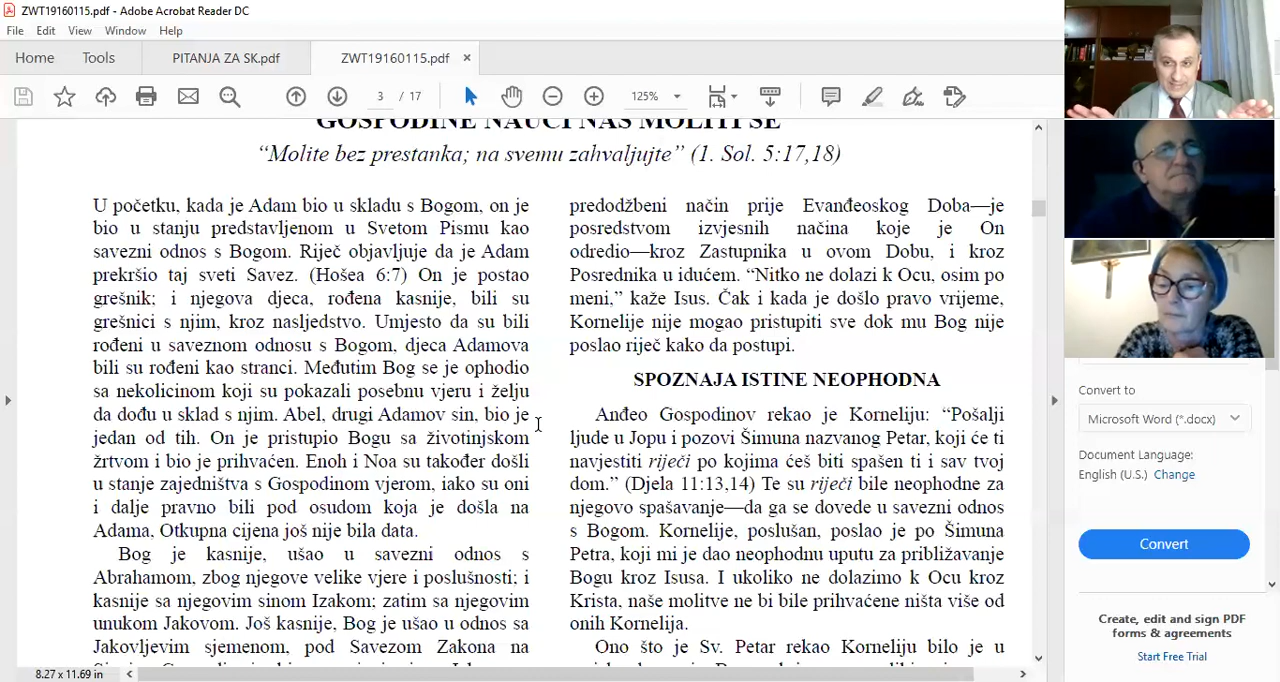 ZWT19160115.pdf - Adobe Acrobat Reader DC
File Edit View Window Help
Home Tools PITANJA ZA SK.pdf ZWT19160115.pdf ×
3 / 17 125%
GOSPODINE NAUČI NAS MOLITI SE
“Molite bez prestanka; na svemu zahvaljujte” (1. Sol. 5:17,18)
U početku, kada je Adam bio u skladu s Bogom, on je
bio u stanju predstavljenom u Svetom Pismu kao
savezni odnos s Bogom. Riječ objavljuje da je Adam
prekršio taj sveti Savez. (Hošea 6:7) On je postao
grešnik; i njegova djeca, rođena kasnije, bili su
grešnici s njim, kroz nasljedstvo. Umjesto da su bili
rođeni u saveznom odnosu s Bogom, djeca Adamova
bili su rođeni kao stranci. Međutim Bog se je ophodio
sa nekolicinom koji su pokazali posebnu vjeru i želju
da dođu u sklad s njim. Abel, drugi Adamov sin, bio je
jedan od tih. On je pristupio Bogu sa životinjskom
žrtvom i bio je prihvaćen. Enoh i Noa su također došli
u stanje zajedništva s Gospodinom vjerom, iako su oni
i dalje pravno bili pod osudom koja je došla na
Adama, Otkupna cijena još nije bila data.
Bog je kasnije, ušao u savezni odnos s
Abrahamom, zbog njegove velike vjere i poslušnosti; i
kasnije sa njegovim sinom Izakom; zatim sa njegovim
unukom Jakovom. Još kasnije, Bog je ušao u odnos sa
Jakovljevim sjemenom, pod Savezom Zakona na
predodžbeni način prije Evanđeoskog Doba—je
posredstvom izvjesnih načina koje je On
odredio—kroz Zastupnika u ovom Dobu, i kroz
Posrednika u idućem. “Nitko ne dolazi k Ocu, osim po
meni,” kaže Isus. Čak i kada je došlo pravo vrijeme,
Kornelije nije mogao pristupiti sve dok mu Bog nije
poslao riječ kako da postupi.
SPOZNAJA ISTINE NEOPHODNA
Anđeo Gospodinov rekao je Korneliju: “Pošalji
ljude u Jopu i pozovi Šimuna nazvanog Petar, koji će ti
navjestiti riječi po kojima ćeš biti spašen ti i sav tvoj
dom.” (Djela 11:13,14) Te su riječi bile neophodne za
njegovo spašavanje—da ga se dovede u savezni odnos
s Bogom. Kornelije, poslušan, poslao je po Šimuna
Petra, koji mi je dao neophodnu uputu za približavanje
Bogu kroz Isusa. I ukoliko ne dolazimo k Ocu kroz
Krista, naše molitve ne bi bile prihvaćene ništa više od
onih Kornelija.
Ono što je Sv. Petar rekao Korneliju bilo je u
8.27 x 11.69 in
Convert to
Microsoft Word (*.docx)
Document Language:
English (U.S.) Change
Convert
Create, edit and sign PDF
forms & agreements
Start Free Trial